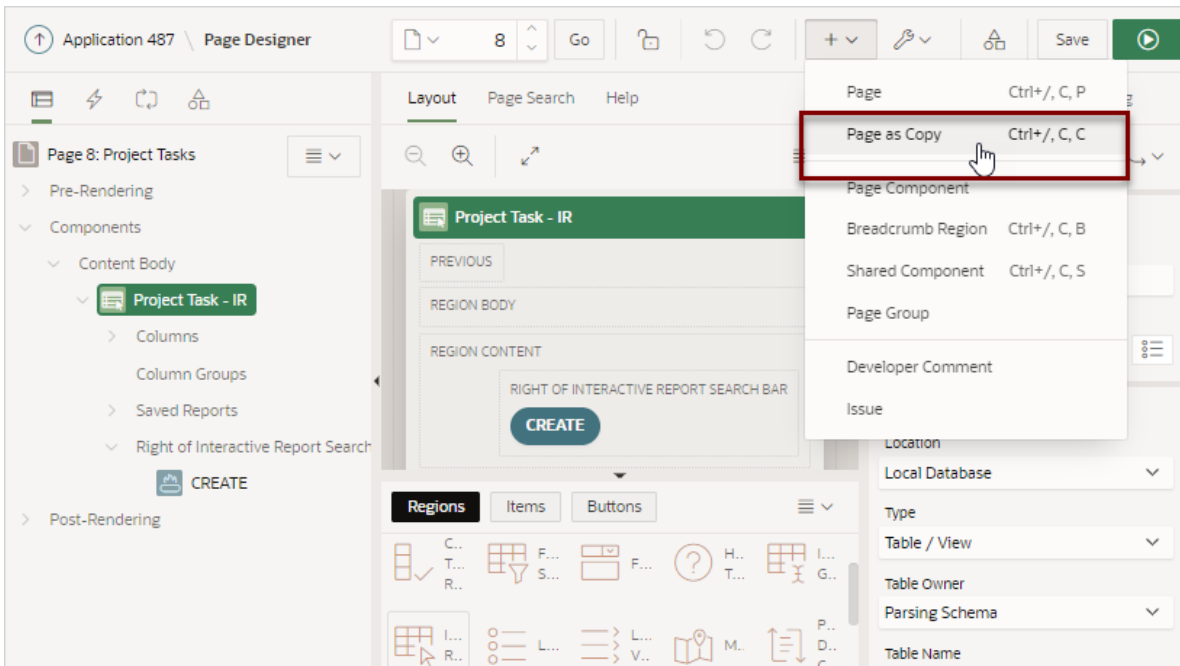 Application 487 \ Page Designer
8
Go
Save
Page 8: Project Tasks
Pre-Rendering
Components
Content Body
Project Task - IR
Columns
Column Groups
Saved Reports
Right of Interactive Report Search
CREATE
Post-Rendering
Layout Page Search Help
Project Task - IR
PREVIOUS
REGION BODY
REGION CONTENT
RIGHT OF INTERACTIVE REPORT SEARCH BAR
CREATE
Regions Items Buttons
C..
T...
R..
F...
S...
F...
H..
T...
I...
G..
I...
R..
L...
L...
V..
M..
P..
D..
C
Page Ctrl+/, C, P
Page as Copy Ctrl+/, C, C
Page Component
Breadcrumb Region Ctrl+/, C, B
Shared Component Ctrl+/, C, S
Page Group
Developer Comment
Issue
Location
Local Database
Type
Table / View
Table Owner
Parsing Schema
Table Name